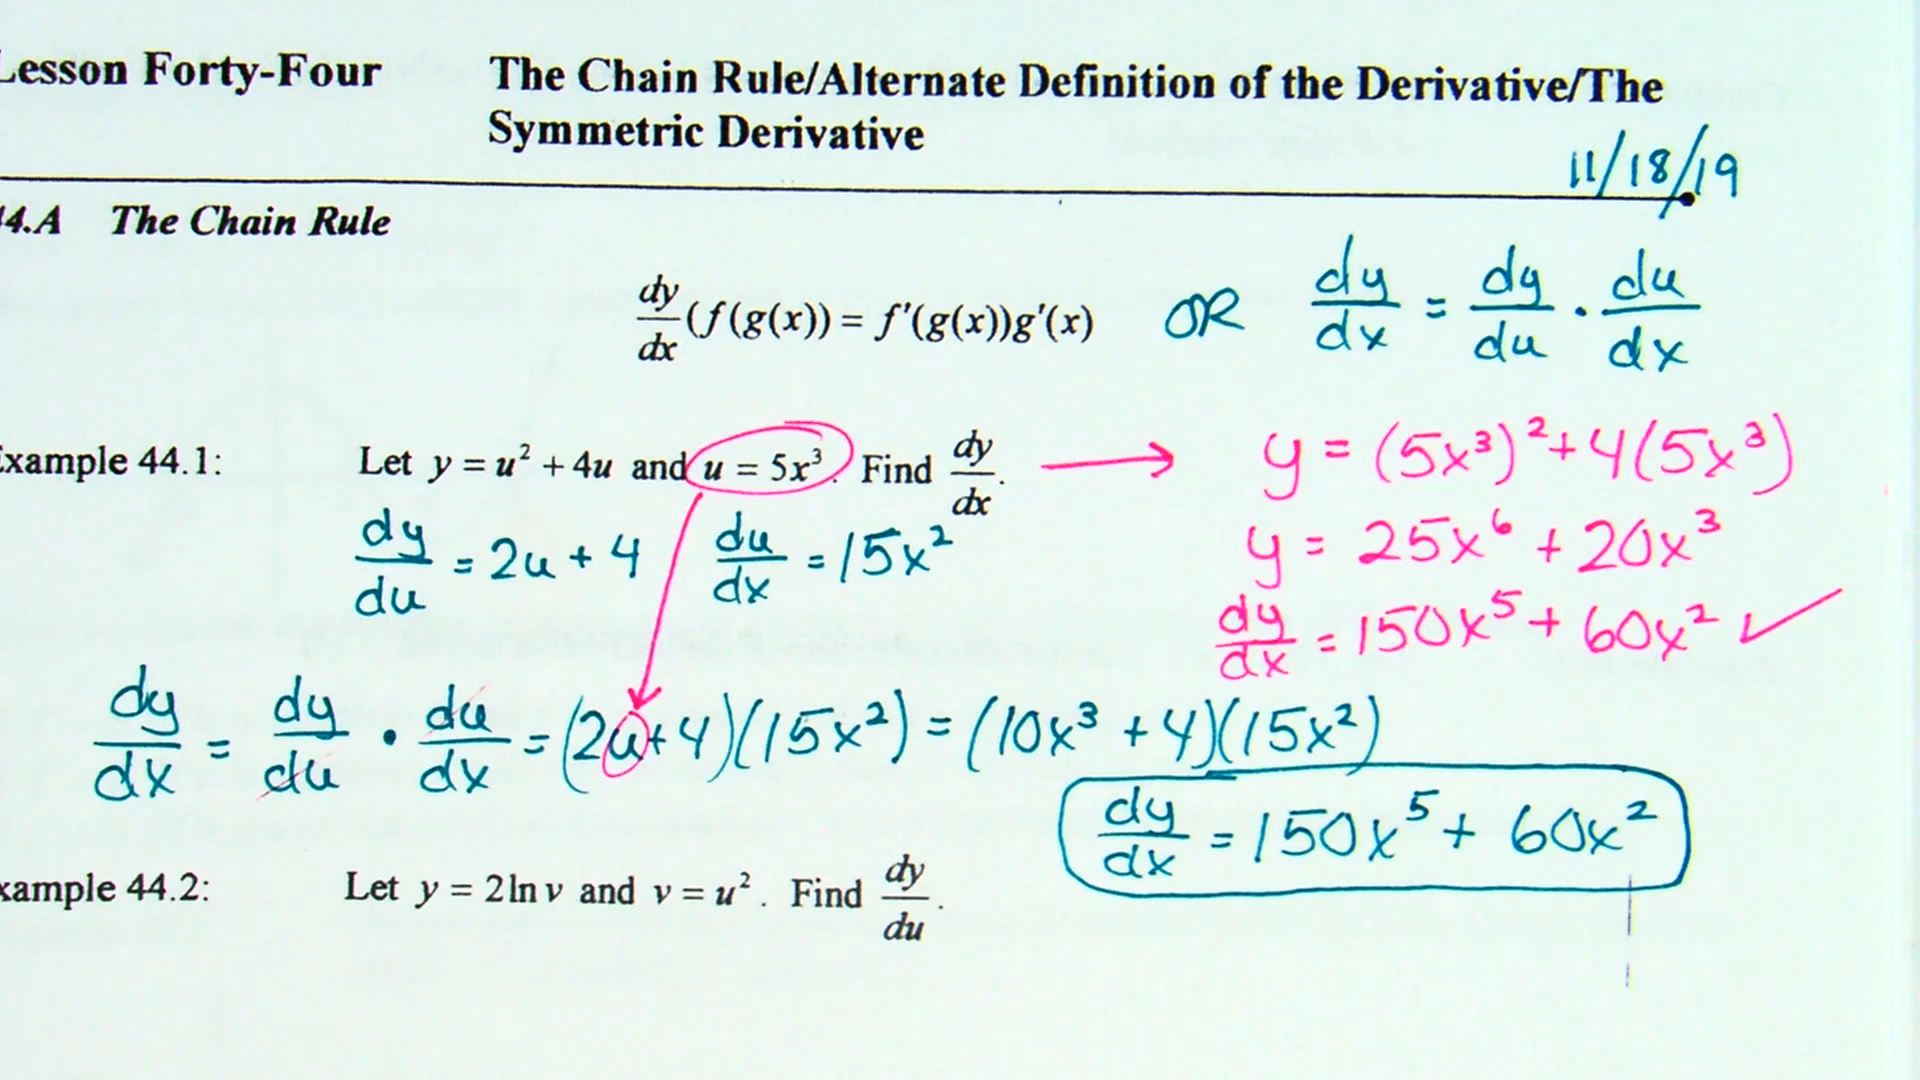 Lesson Forty-Four The Chain Rule/Alternate Definition of the Derivative/The
Symmetric Derivative
11/18/19
44.A The Chain Rule
dy/dx (f(g(x)) = f'(g(x))g'(x) OR dy/dx = dy/du · du/dx
Example 44.1: Let y = u² + 4u and u = 5x³. Find dy/dx. → y = (5x³)² + 4(5x³)
dy/du = 2u + 4 du/dx = 15x² y = 25x⁶ + 20x³
dy/dx = 150x⁵ + 60x² ✓
dy/dx = dy/du · du/dx = (2u+4)(15x²) = (10x³ + 4)(15x²)
dy/dx = 150x⁵ + 60x²
Example 44.2: Let y = 2ln v and v = u². Find dy/du.